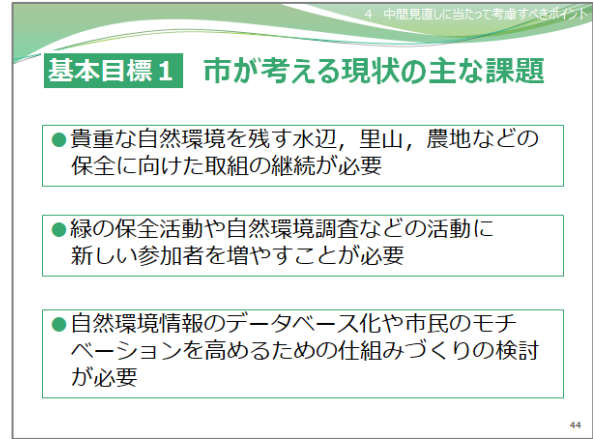 4 中間見直しに当たって考慮すべきポイント
基本目標1 市が考える現状の主な課題
●貴重な自然環境を残す水辺，里山，農地などの
保全に向けた取組の継続が必要
●緑の保全活動や自然環境調査などの活動に
新しい参加者を増やすことが必要
●自然環境情報のデータベース化や市民のモチ
ベーションを高めるための仕組みづくりの検討
が必要
44